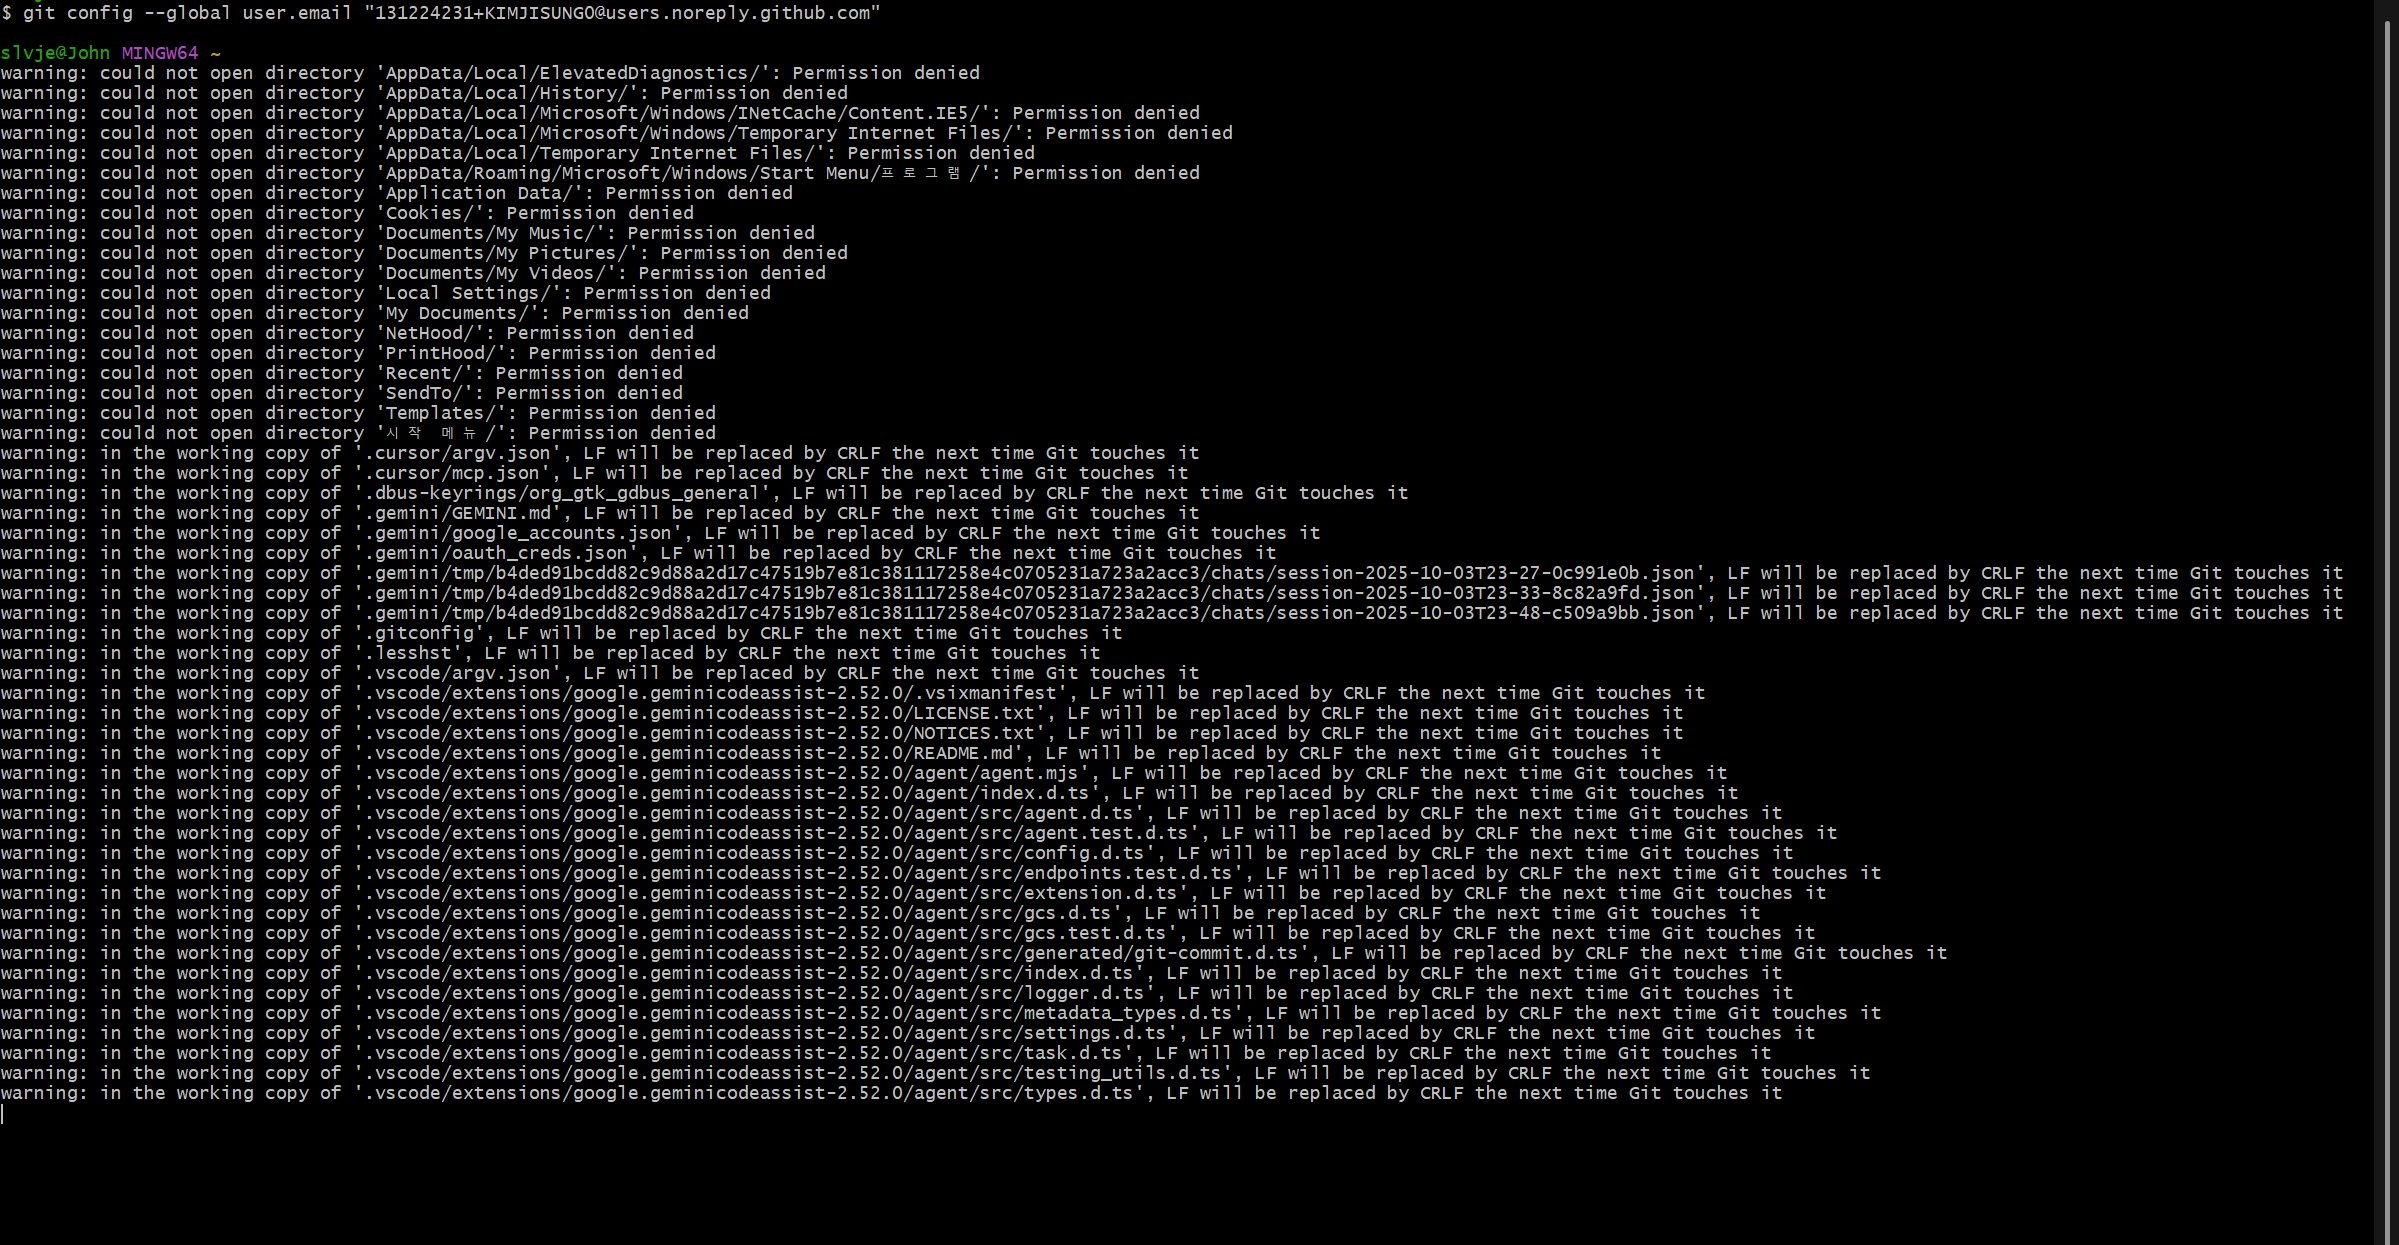 $ git config --global user.email "131224231+KIMJISUNG0@users.noreply.github.com"
slvje@John MINGW64 ~
warning: could not open directory 'AppData/Local/ElevatedDiagnostics/': Permission denied
warning: could not open directory 'AppData/Local/History/': Permission denied
warning: could not open directory 'AppData/Local/Microsoft/Windows/INetCache/Content.IE5/': Permission denied
warning: could not open directory 'AppData/Local/Microsoft/Windows/Temporary Internet Files/': Permission denied
warning: could not open directory 'AppData/Local/Temporary Internet Files/': Permission denied
warning: could not open directory 'AppData/Roaming/Microsoft/Windows/Start Menu/프로그램/': Permission denied
warning: could not open directory 'Application Data/': Permission denied
warning: could not open directory 'Cookies/': Permission denied
warning: could not open directory 'Documents/My Music/': Permission denied
warning: could not open directory 'Documents/My Pictures/': Permission denied
warning: could not open directory 'Documents/My Videos/': Permission denied
warning: could not open directory 'Local Settings/': Permission denied
warning: could not open directory 'My Documents/': Permission denied
warning: could not open directory 'NetHood/': Permission denied
warning: could not open directory 'PrintHood/': Permission denied
warning: could not open directory 'Recent/': Permission denied
warning: could not open directory 'SendTo/': Permission denied
warning: could not open directory 'Templates/': Permission denied
warning: could not open directory '시작 메뉴/': Permission denied
warning: in the working copy of '.cursor/argv.json', LF will be replaced by CRLF the next time Git touches it
warning: in the working copy of '.cursor/mcp.json', LF will be replaced by CRLF the next time Git touches it
warning: in the working copy of '.dbus-keyrings/org_gtk_gdbus_general', LF will be replaced by CRLF the next time Git touches it
warning: in the working copy of '.gemini/GEMINI.md', LF will be replaced by CRLF the next time Git touches it
warning: in the working copy of '.gemini/google_accounts.json', LF will be replaced by CRLF the next time Git touches it
warning: in the working copy of '.gemini/oauth_creds.json', LF will be replaced by CRLF the next time Git touches it
warning: in the working copy of '.gemini/tmp/b4ded91bcdd82c9d88a2d17c47519b7e81c381117258e4c0705231a723a2acc3/chats/session-2025-10-03T23-27-0c991e0b.json', LF will be replaced by CRLF the next time Git touches it
warning: in the working copy of '.gemini/tmp/b4ded91bcdd82c9d88a2d17c47519b7e81c381117258e4c0705231a723a2acc3/chats/session-2025-10-03T23-33-8c82a9fd.json', LF will be replaced by CRLF the next time Git touches it
warning: in the working copy of '.gemini/tmp/b4ded91bcdd82c9d88a2d17c47519b7e81c381117258e4c0705231a723a2acc3/chats/session-2025-10-03T23-48-c509a9bb.json', LF will be replaced by CRLF the next time Git touches it
warning: in the working copy of '.gitconfig', LF will be replaced by CRLF the next time Git touches it
warning: in the working copy of '.lesshst', LF will be replaced by CRLF the next time Git touches it
warning: in the working copy of '.vscode/argv.json', LF will be replaced by CRLF the next time Git touches it
warning: in the working copy of '.vscode/extensions/google.geminicodeassist-2.52.0/.vsixmanifest', LF will be replaced by CRLF the next time Git touches it
warning: in the working copy of '.vscode/extensions/google.geminicodeassist-2.52.0/LICENSE.txt', LF will be replaced by CRLF the next time Git touches it
warning: in the working copy of '.vscode/extensions/google.geminicodeassist-2.52.0/NOTICES.txt', LF will be replaced by CRLF the next time Git touches it
warning: in the working copy of '.vscode/extensions/google.geminicodeassist-2.52.0/README.md', LF will be replaced by CRLF the next time Git touches it
warning: in the working copy of '.vscode/extensions/google.geminicodeassist-2.52.0/agent/agent.mjs', LF will be replaced by CRLF the next time Git touches it
warning: in the working copy of '.vscode/extensions/google.geminicodeassist-2.52.0/agent/index.d.ts', LF will be replaced by CRLF the next time Git touches it
warning: in the working copy of '.vscode/extensions/google.geminicodeassist-2.52.0/agent/src/agent.d.ts', LF will be replaced by CRLF the next time Git touches it
warning: in the working copy of '.vscode/extensions/google.geminicodeassist-2.52.0/agent/src/agent.test.d.ts', LF will be replaced by CRLF the next time Git touches it
warning: in the working copy of '.vscode/extensions/google.geminicodeassist-2.52.0/agent/src/config.d.ts', LF will be replaced by CRLF the next time Git touches it
warning: in the working copy of '.vscode/extensions/google.geminicodeassist-2.52.0/agent/src/endpoints.test.d.ts', LF will be replaced by CRLF the next time Git touches it
warning: in the working copy of '.vscode/extensions/google.geminicodeassist-2.52.0/agent/src/extension.d.ts', LF will be replaced by CRLF the next time Git touches it
warning: in the working copy of '.vscode/extensions/google.geminicodeassist-2.52.0/agent/src/gcs.d.ts', LF will be replaced by CRLF the next time Git touches it
warning: in the working copy of '.vscode/extensions/google.geminicodeassist-2.52.0/agent/src/gcs.test.d.ts', LF will be replaced by CRLF the next time Git touches it
warning: in the working copy of '.vscode/extensions/google.geminicodeassist-2.52.0/agent/src/generated/git-commit.d.ts', LF will be replaced by CRLF the next time Git touches it
warning: in the working copy of '.vscode/extensions/google.geminicodeassist-2.52.0/agent/src/index.d.ts', LF will be replaced by CRLF the next time Git touches it
warning: in the working copy of '.vscode/extensions/google.geminicodeassist-2.52.0/agent/src/logger.d.ts', LF will be replaced by CRLF the next time Git touches it
warning: in the working copy of '.vscode/extensions/google.geminicodeassist-2.52.0/agent/src/metadata_types.d.ts', LF will be replaced by CRLF the next time Git touches it
warning: in the working copy of '.vscode/extensions/google.geminicodeassist-2.52.0/agent/src/settings.d.ts', LF will be replaced by CRLF the next time Git touches it
warning: in the working copy of '.vscode/extensions/google.geminicodeassist-2.52.0/agent/src/task.d.ts', LF will be replaced by CRLF the next time Git touches it
warning: in the working copy of '.vscode/extensions/google.geminicodeassist-2.52.0/agent/src/testing_utils.d.ts', LF will be replaced by CRLF the next time Git touches it
warning: in the working copy of '.vscode/extensions/google.geminicodeassist-2.52.0/agent/src/types.d.ts', LF will be replaced by CRLF the next time Git touches it